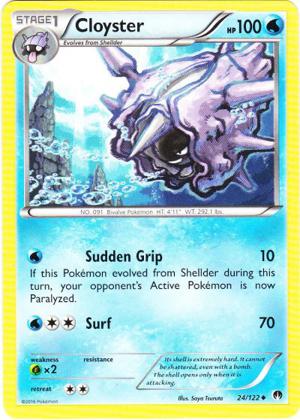 STAGE1 Cloyster HP100
Evolves from Shellder
NO. 091 Bivalve Pokémon HT: 4'11" WT: 292.1 lbs.
Sudden Grip 10
If this Pokémon evolved from Shellder during this
turn, your opponent's Active Pokémon is now
Paralyzed.
Surf 70
weakness resistance
×2
retreat
Its shell is extremely hard. It cannot
be shattered, even with a bomb.
The shell opens only when it is
attacking.
©2016 Pokémon
Illus. Saya Tsuruta
24/122